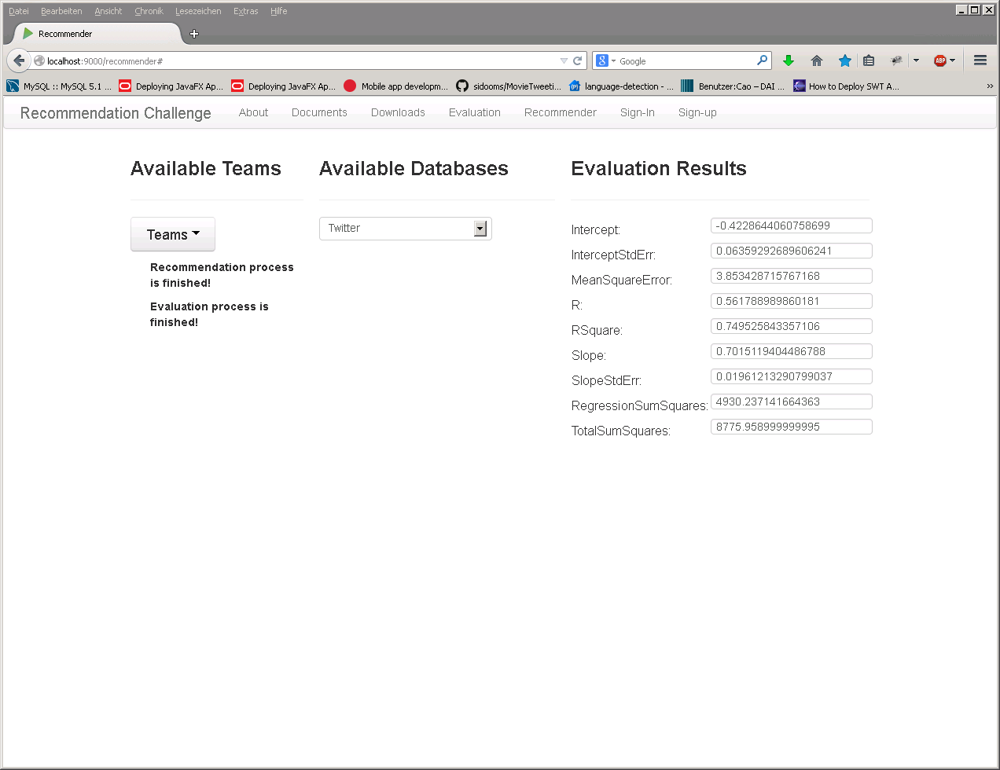 Datei Bearbeiten Ansicht Chronik Lesezeichen Extras Hilfe
Recommender
localhost:9000/recommender#
Google
MySQL :: MySQL 5.1 ... Deploying JavaFX Ap... Deploying JavaFX Ap... Mobile app developm... sidooms/MovieTweeti... language-detection - ... Benutzer:Cao – DAI ... How to Deploy SWT A...
Recommendation Challenge About Documents Downloads Evaluation Recommender Sign-In Sign-up
Available Teams
Teams
Recommendation process
is finished!
Evaluation process is
finished!
Available Databases
Twitter
Evaluation Results
Intercept: -0.4228644060758699
InterceptStdErr: 0.06359292689606241
MeanSquareError: 3.853428715767168
R: 0.561788989860181
RSquare: 0.749525843357106
Slope: 0.7015119404486788
SlopeStdErr: 0.01961213290799037
RegressionSumSquares: 4930.237141664363
TotalSumSquares: 8775.958999999995